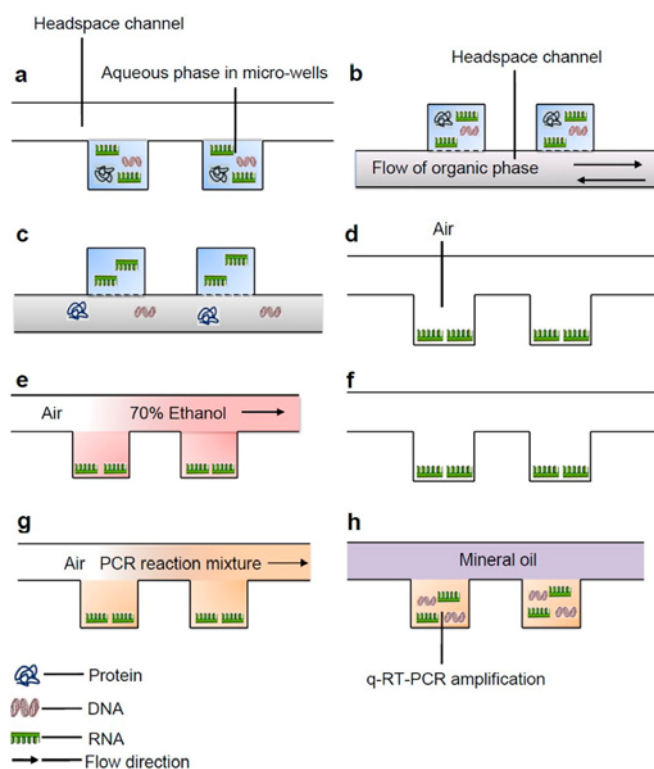 Headspace channel
a
Aqueous phase in micro-wells
Headspace channel
b
Flow of organic phase
c
d
Air
e
Air 70% Ethanol
f
g
Air PCR reaction mixture
h
Mineral oil
q-RT-PCR amplification
Protein
DNA
RNA
Flow direction